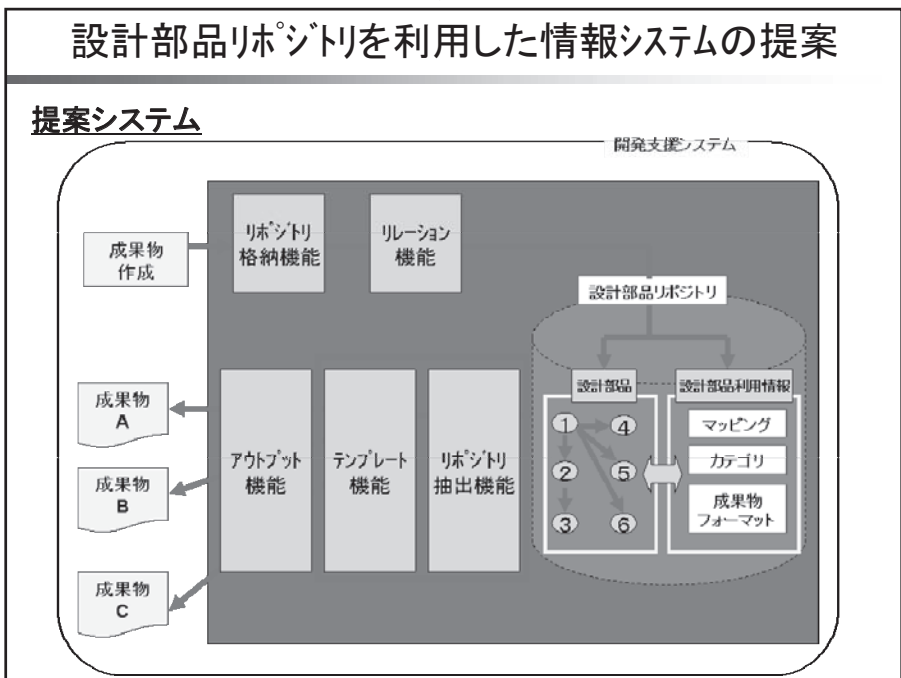 設計部品リポジトリを利用した情報システムの提案
提案システム
開発支援システム
成果物
作成
リポジトリ
格納機能
リレーション
機能
設計部品リポジトリ
設計部品
設計部品利用情報
成果物
A
成果物
B
成果物
C
アウトプット
機能
テンプレート
機能
リポジトリ
抽出機能
1
4
2
5
3
6
マッピング
カテゴリ
成果物
フォーマット